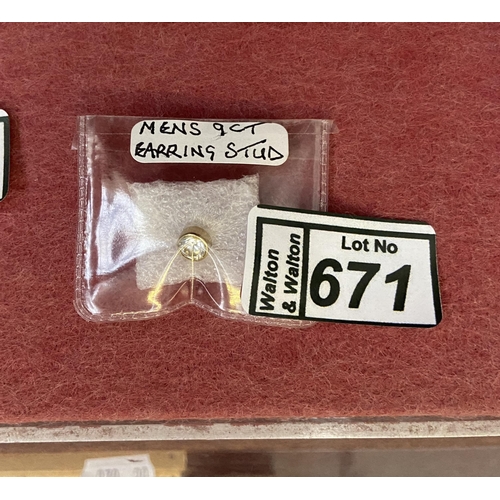 MENS 9CT
EARRING STUD
Walton
& Walton
Lot No
671